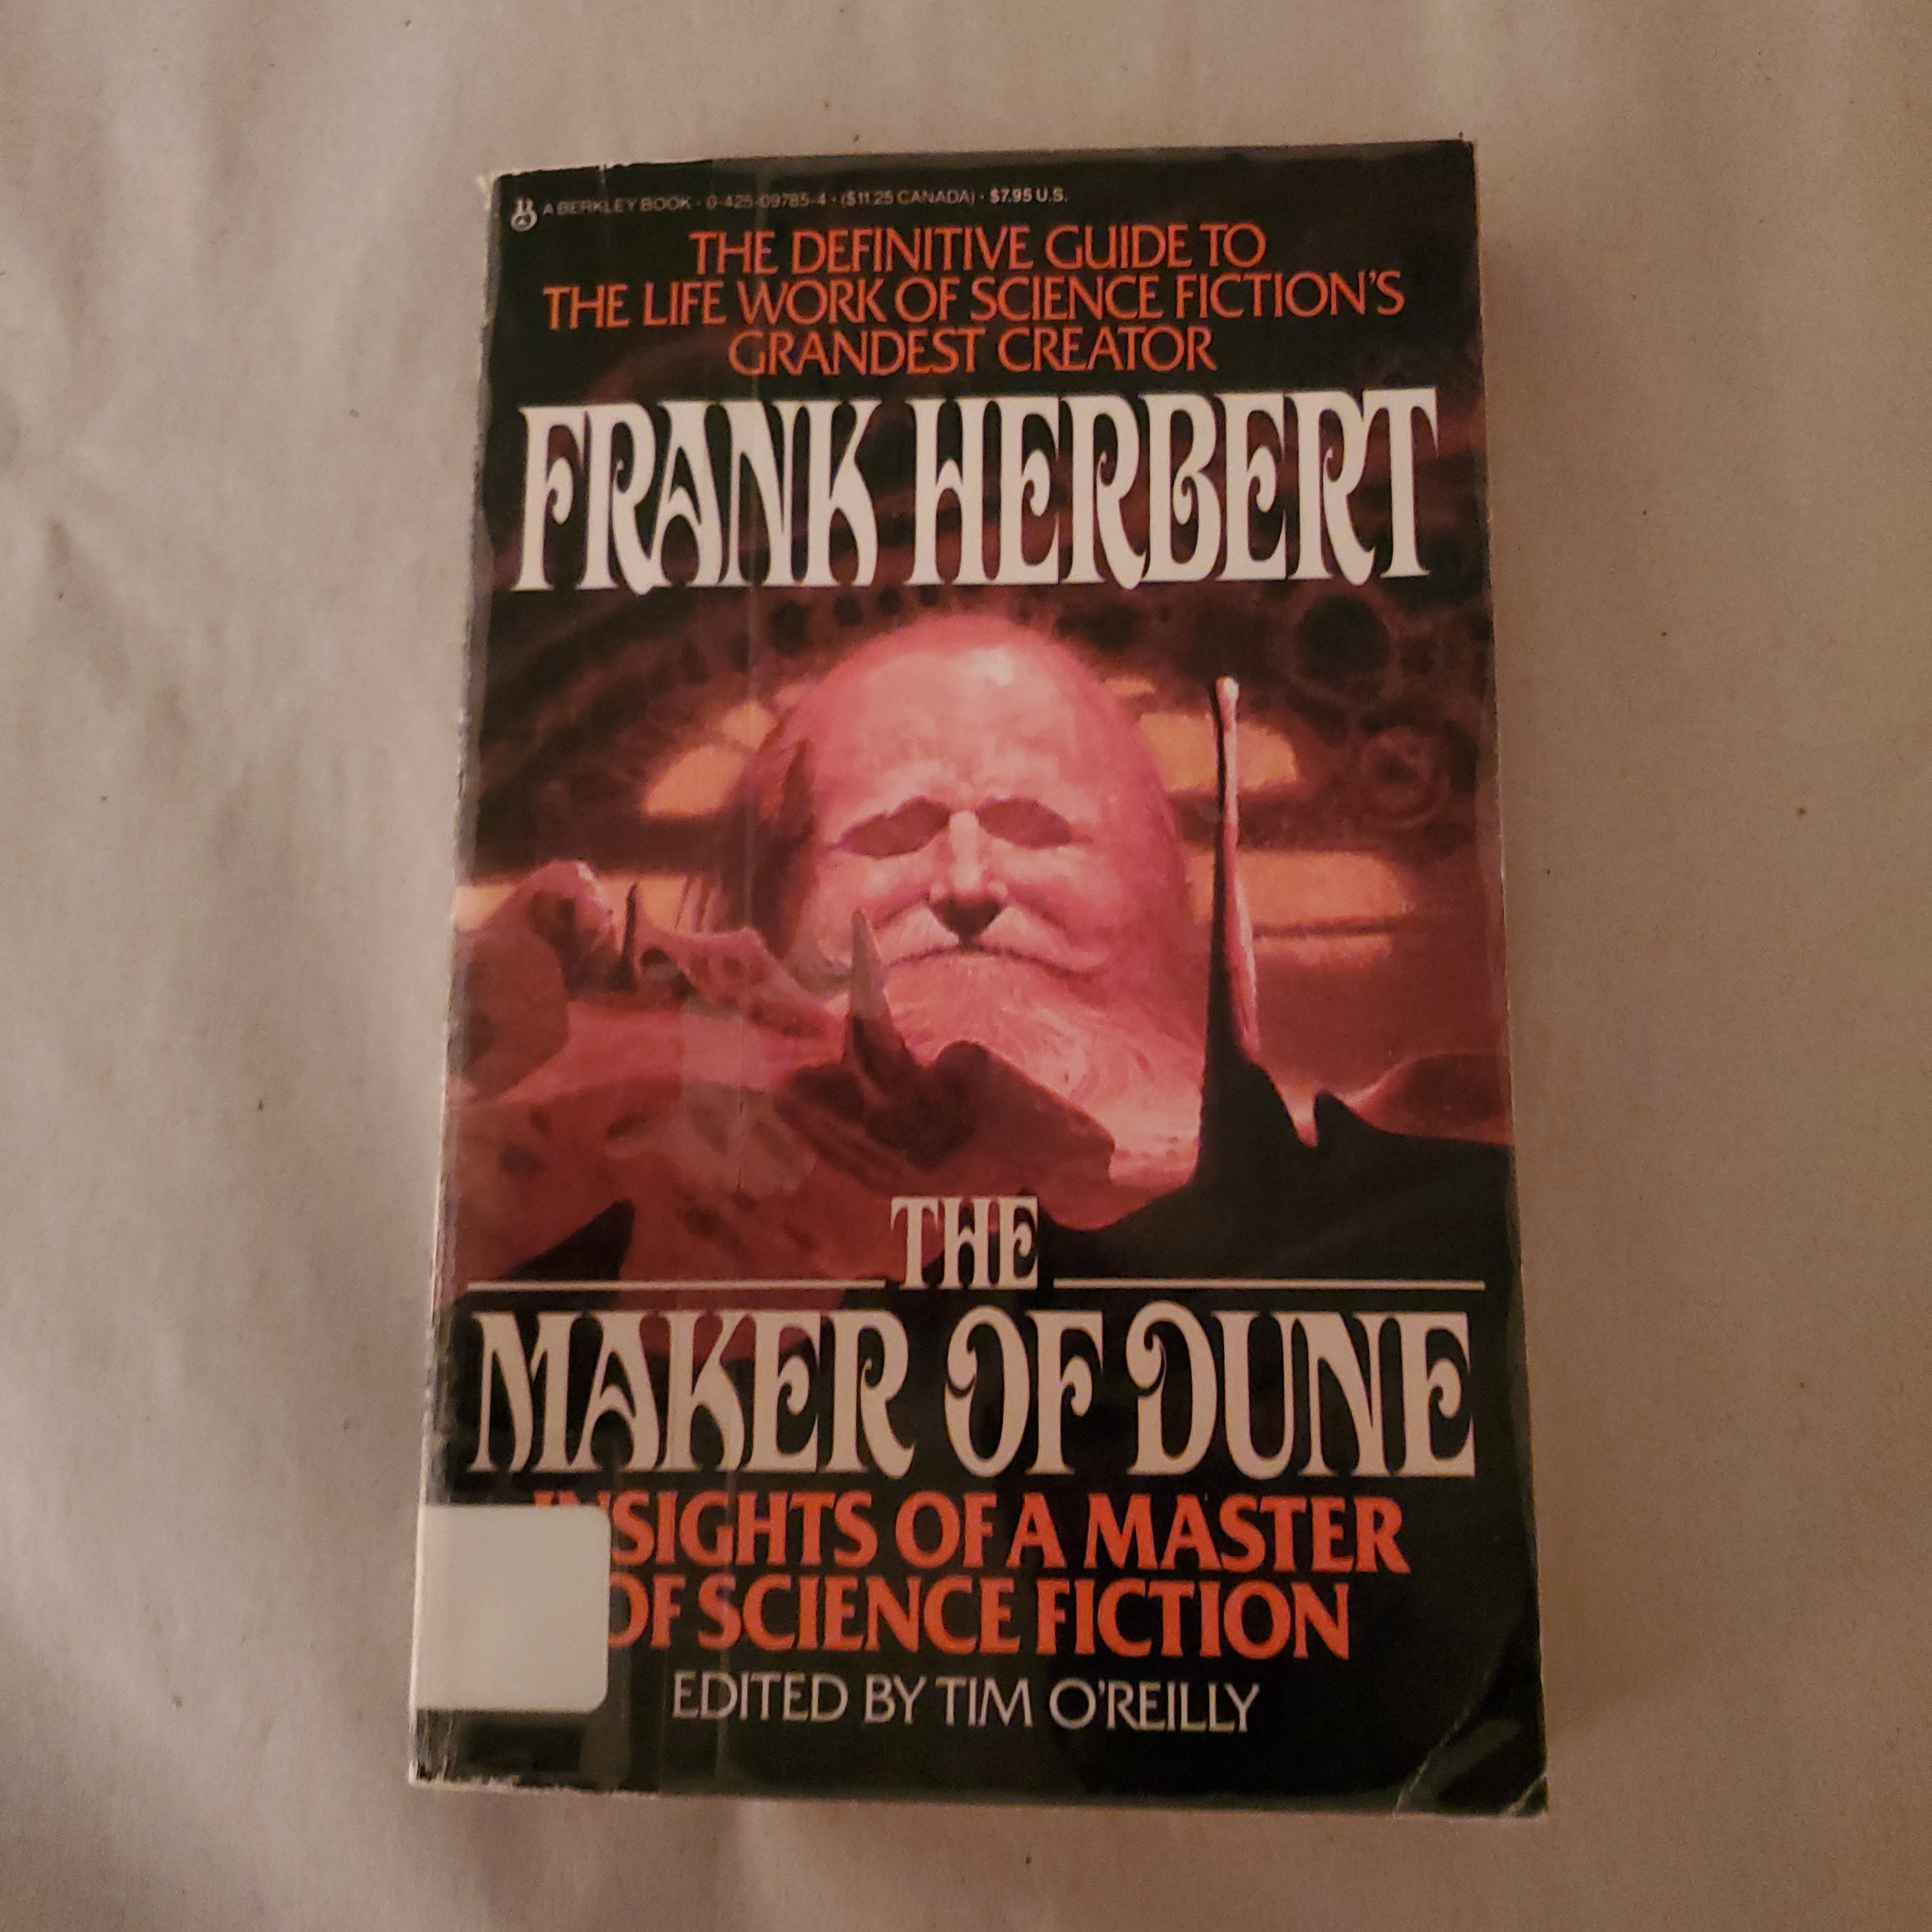 A BERKLEY BOOK · 0-425-09785-4 · ($11.25 CANADA) · $7.95 U.S.
THE DEFINITIVE GUIDE TO
THE LIFE WORK OF SCIENCE FICTION'S
GRANDEST CREATOR
FRANK HERBERT
THE
MAKER OF DUNE
INSIGHTS OF A MASTER
OF SCIENCE FICTION
EDITED BY TIM O'REILLY